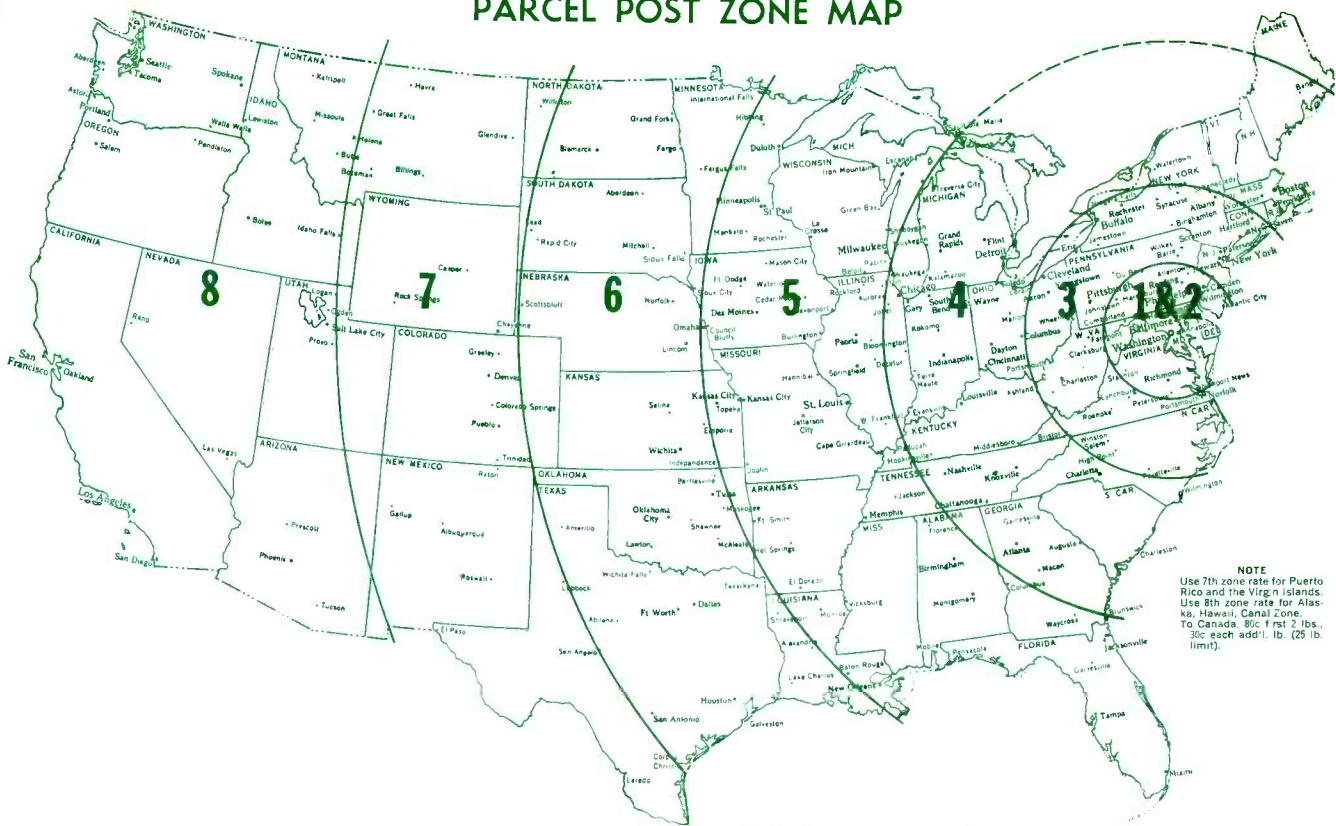 PARCEL POST ZONE MAP
WASHINGTON
Aberdeen
Seattle
Tacoma
Spokane
Portland
Walla Walla
OREGON
Salem
Pendleton
MONTANA
Kalispell
Havre
IDAHO
Lewiston
Missoula
Great Falls
Helena
Butte
Bozeman
Billings
Glendive
Boise
Idaho Falls
WYOMING
Casper
Rock Springs
Cheyenne
NORTH DAKOTA
Williston
Grand Forks
Bismarck
Fargo
SOUTH DAKOTA
Aberdeen
Lead
Rapid City
Mitchell
Sioux Falls
NEBRASKA
Scottsbluff
Norfolk
Omaha
Lincoln
MINNESOTA
International Falls
Hibbing
Duluth
Fergus Falls
Minneapolis
St Paul
Mankato
Rochester
WISCONSIN
MICH
Iron Mountain
Green Bay
La
Crosse
Milwaukee
Racine
Beloit
MICHIGAN
Traverse City
Grand
Rapids
Flint
Detroit
Kalamazoo
CALIFORNIA
San
Francisco
Oakland
Los Angeles
San Diego
NEVADA
Reno
Las Vegas
UTAH
Logan
Ogden
Salt Lake City
Provo
COLORADO
Greeley
Denver
Colorado Springs
Pueblo
Trinidad
ARIZONA
Prescott
Phoenix
Tucson
NEW MEXICO
Raton
Gallup
Albuquerque
Roswell
KANSAS
Salina
Kansas City
Topeka
Emporia
Wichita
Independence
OKLAHOMA
Bartlesville
Tulsa
Muskogee
Oklahoma
City
Shawnee
Lawton
McAlester
TEXAS
Amarillo
Wichita Falls
Lubbock
Ft Worth
Dallas
Abilene
Texarkana
El Paso
San Angelo
Houston
San Antonio
Galveston
Corpus
Christi
Laredo
IOWA
Mason City
Ft Dodge
Sioux City
Des Moines
Davenport
Council
Bluffs
Burlington
MISSOURI
Hannibal
Kansas City
St. Louis
Jefferson
City
Cape Girardeau
Joplin
ARKANSAS
Ft Smith
Hot Springs
El Dorado
LOUISIANA
Shreveport
Monroe
Alexandria
Lake Charles
Baton Rouge
New Orleans
ILLINOIS
Rockford
Chicago
Aurora
Joliet
Peoria
Bloomington
Decatur
Springfield
W Frankfort
Gary
South
Bend
Kokomo
Indianapolis
Terre
Haute
Evansville
Ft
Wayne
OHIO
Toledo
Cleveland
Akron
Columbus
Dayton
Cincinnati
Portsmouth
KENTUCKY
Louisville
Ashland
Paducah
Hopkinsville
Middlesboro
TENNESSEE
Nashville
Knoxville
Jackson
Memphis
Chattanooga
Bristol
MISS
Vicksburg
ALABAMA
Florence
Birmingham
Montgomery
Mobile
GEORGIA
Gainesville
Atlanta
Augusta
Macon
Columbus
Waycross
Brunswick
FLORIDA
Pensacola
Jacksonville
Gainesville
Tampa
Miami
S CAR
Charleston
N CAR
Winston
Salem
High Point
Charlotte
Fayetteville
Wilmington
W VA
Wheeling
Clarksburg
Fairmont
Charleston
VIRGINIA
Staunton
Richmond
Lynchburg
Roanoke
Petersburg
Portsmouth
Norfolk
Newport News
Washington
Baltimore
Cumberland
MD
DEL
PENNSYLVANIA
Erie
Pittsburgh
Johnstown
Wilkes
Barre
Scranton
Allentown
Reading
Philadelphia
Camden
Wilmington
Atlantic City
NEW YORK
Watertown
Rochester
Syracuse
Buffalo
Albany
Binghamton
Jamestown
New York
MASS
Boston
Worcester
Providence
CONN
Hartford
R I
VT
N H
MAINE
8
7
6
5
4
3
1&2
NOTE
Use 7th zone rate for Puerto
Rico and the Virgin Islands.
Use 8th zone rate for Alas-
ka, Hawaii, Canal Zone.
To Canada, 80c first 2 lbs.,
30c each add'l. lb. (25 lb.
limit).